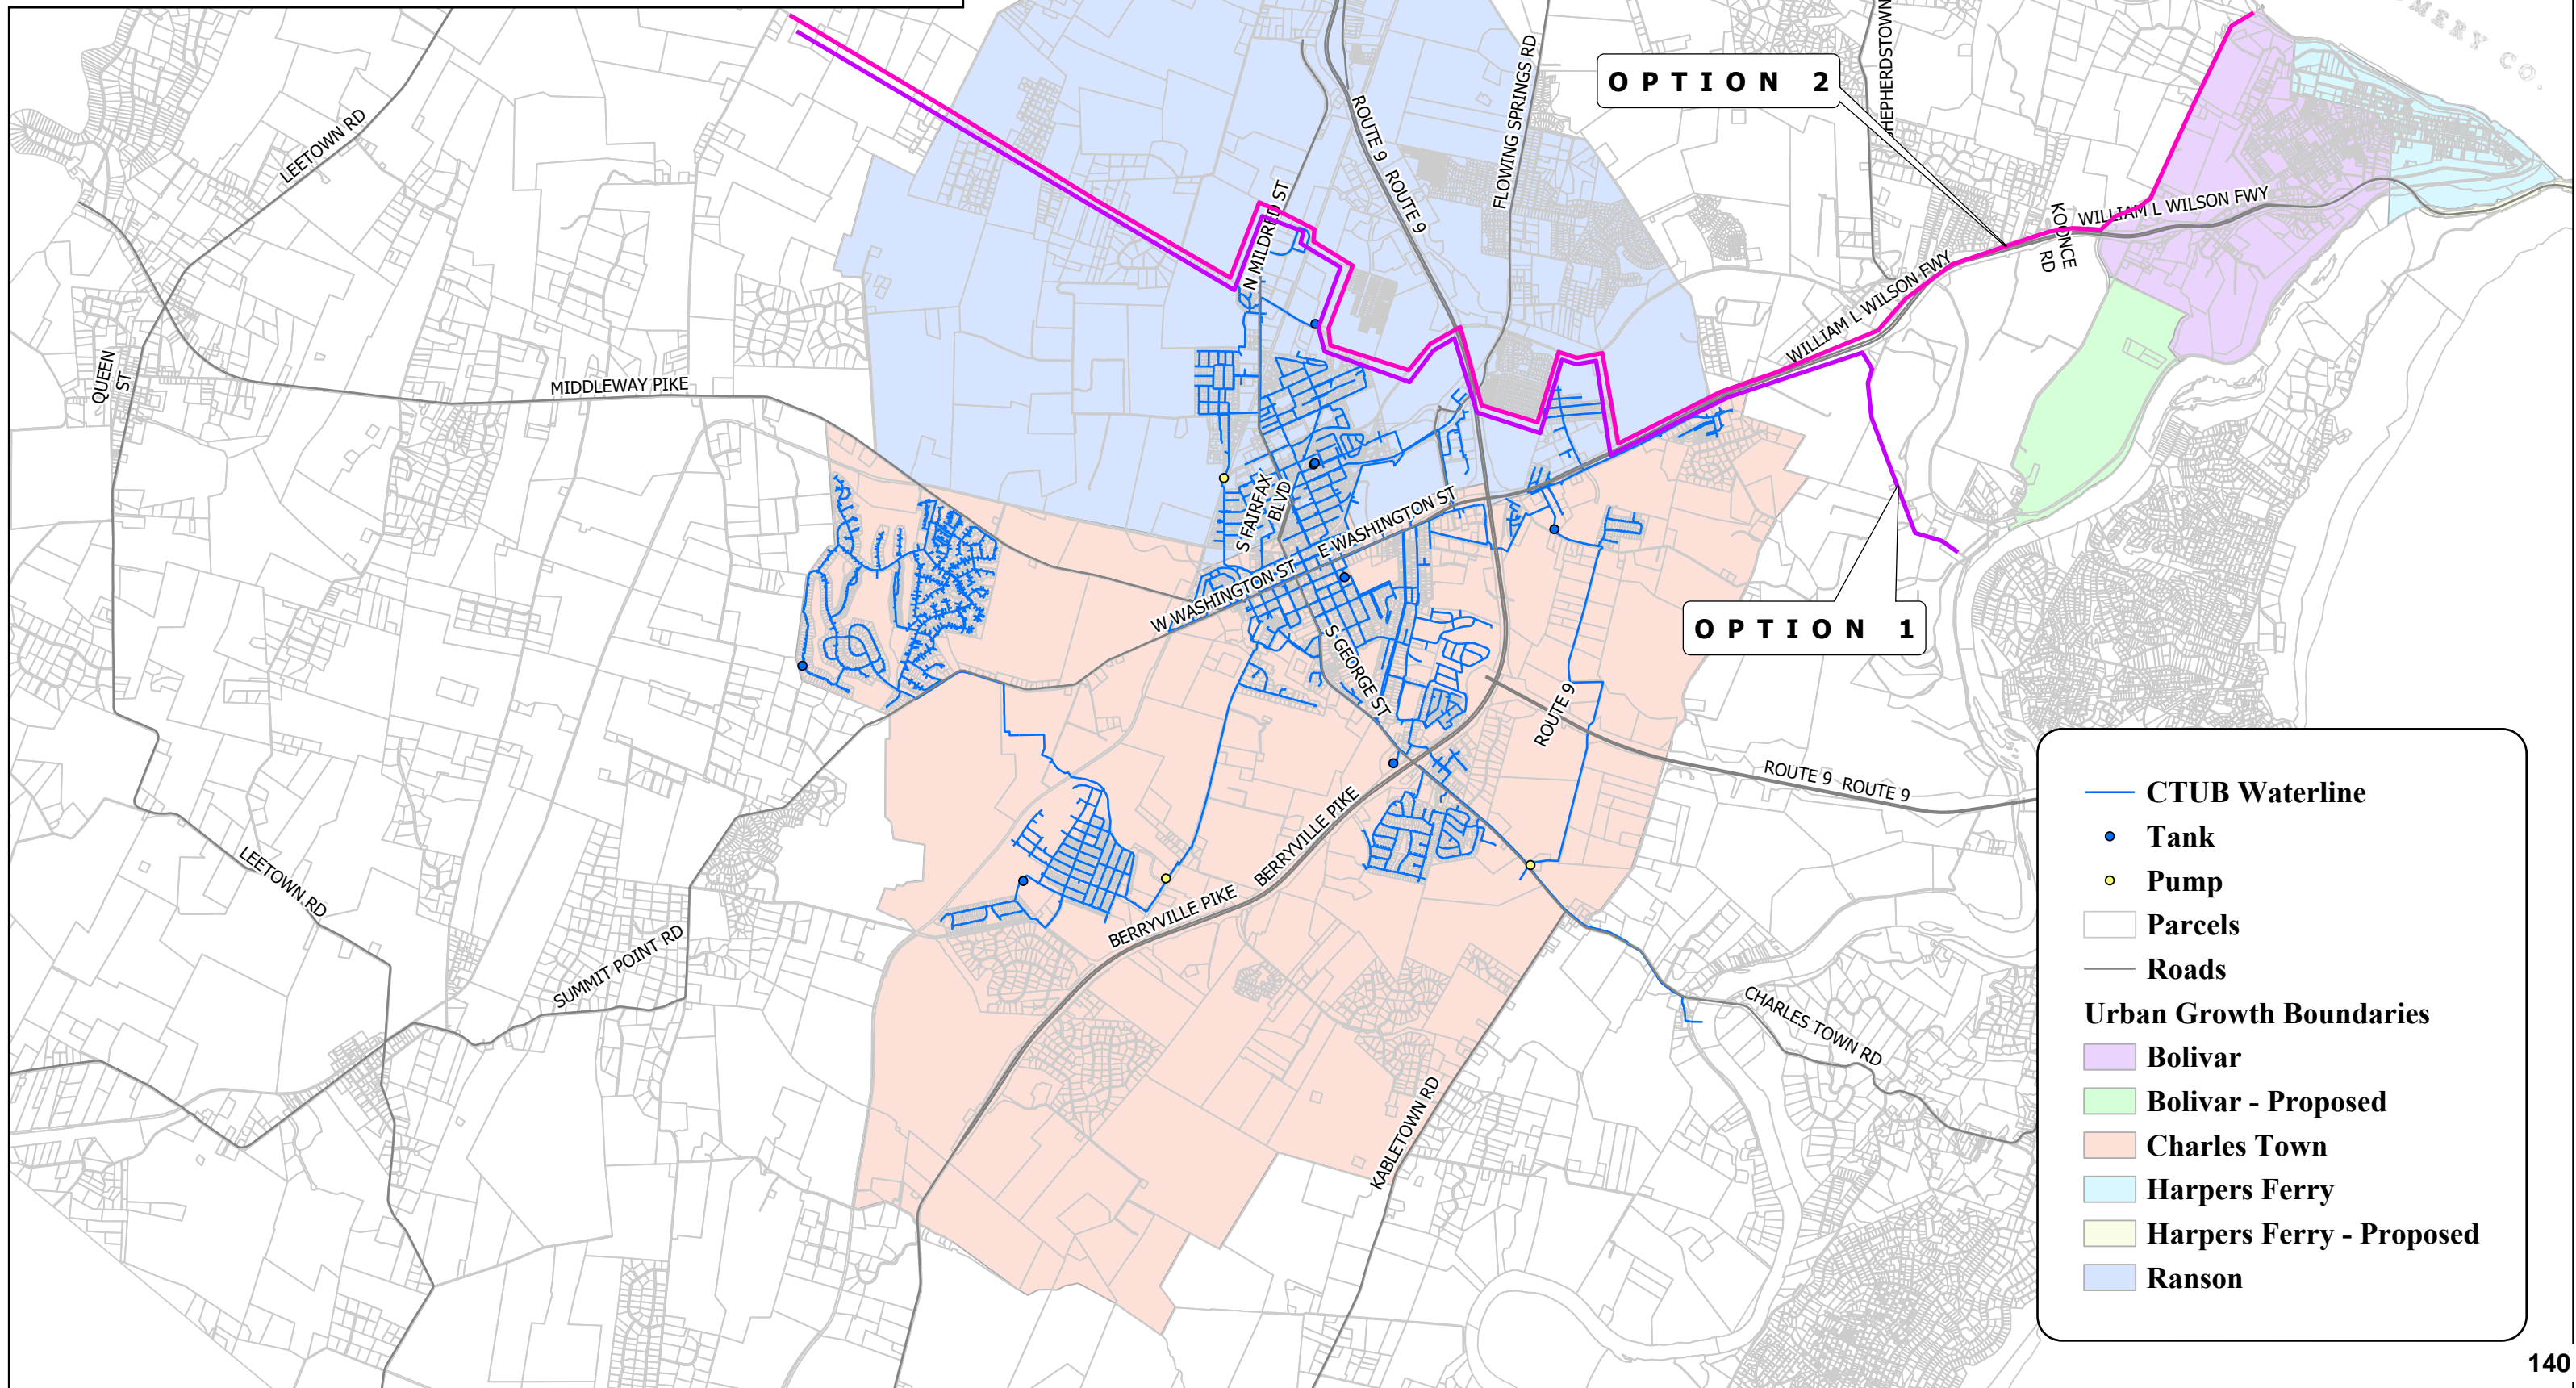 OMERY CO.
OPTION 2
SHEPHERDSTOWN
FLOWING SPRINGS RD
ROUTE 9
ROUTE 9
LEETOWN RD
N MILDRED ST
KOONCE
RD
WILLIAM L WILSON FWY
WILLIAM L WILSON FWY
QUEEN
ST
MIDDLEWAY PIKE
S FAIRFAX
BLVD
E WASHINGTON ST
W WASHINGTON ST
OPTION 1
S GEORGE ST
ROUTE 9
ROUTE 9
ROUTE 9
BERRYVILLE PIKE
BERRYVILLE PIKE
LEETOWN RD
SUMMIT POINT RD
CHARLES TOWN RD
KABLETOWN RD
CTUB Waterline
Tank
Pump
Parcels
Roads
Urban Growth Boundaries
Bolivar
Bolivar - Proposed
Charles Town
Harpers Ferry
Harpers Ferry - Proposed
Ranson
140